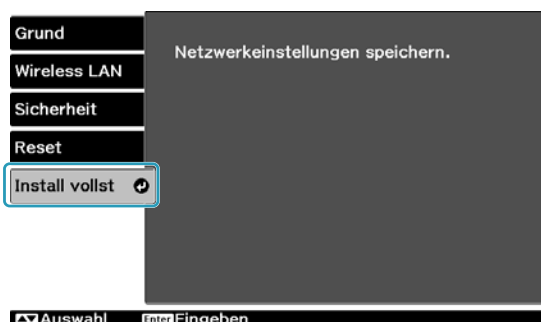 Grund
Netzwerkeinstellungen speichern.
Wireless LAN
Sicherheit
Reset
Install vollst
Auswahl Enter Eingeben